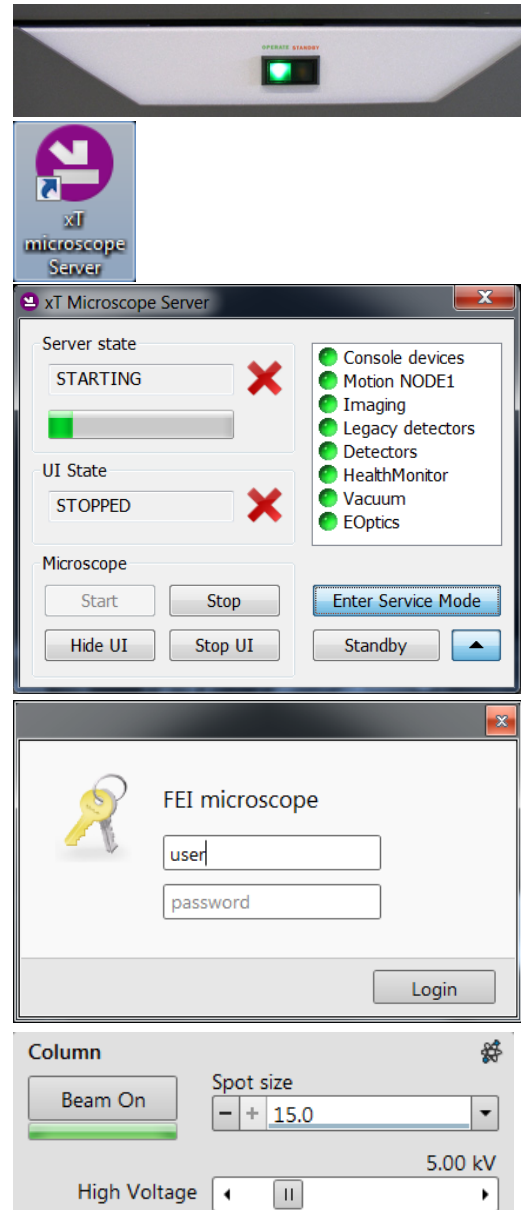 OPERATE STANDBY
xT
microscope
Server
xT Microscope Server
Server state
STARTING
Console devices
Motion NODE1
Imaging
Legacy detectors
Detectors
HealthMonitor
Vacuum
EOptics
UI State
STOPPED
Microscope
Start Stop Enter Service Mode
Hide UI Stop UI Standby
FEI microscope
user
password
Login
Column
Beam On
Spot size
- + 15.0
5.00 kV
High Voltage